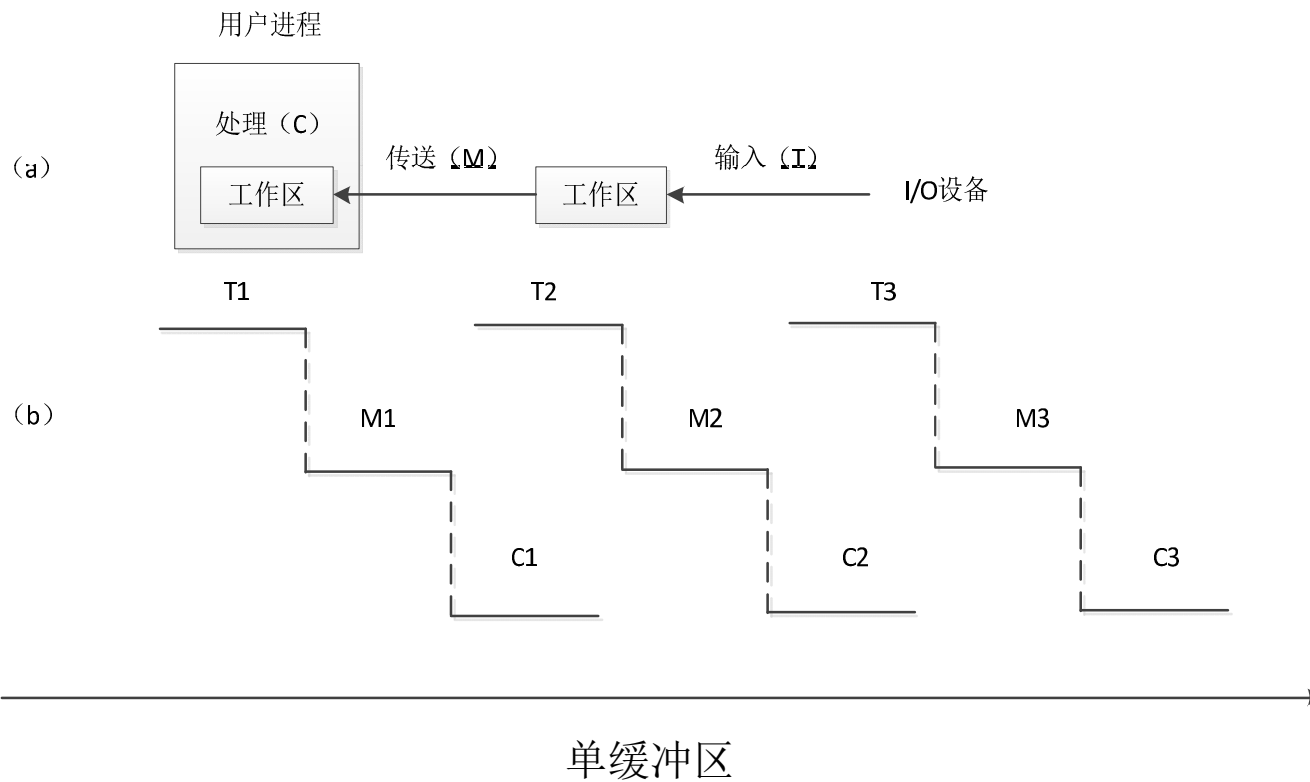 用户进程
处理（C）
(a)
传送（M）
输入（T）
工作区
工作区
I/O设备
T1
T2
T3
(b)
M1
M2
M3
C1
C2
C3
单缓冲区